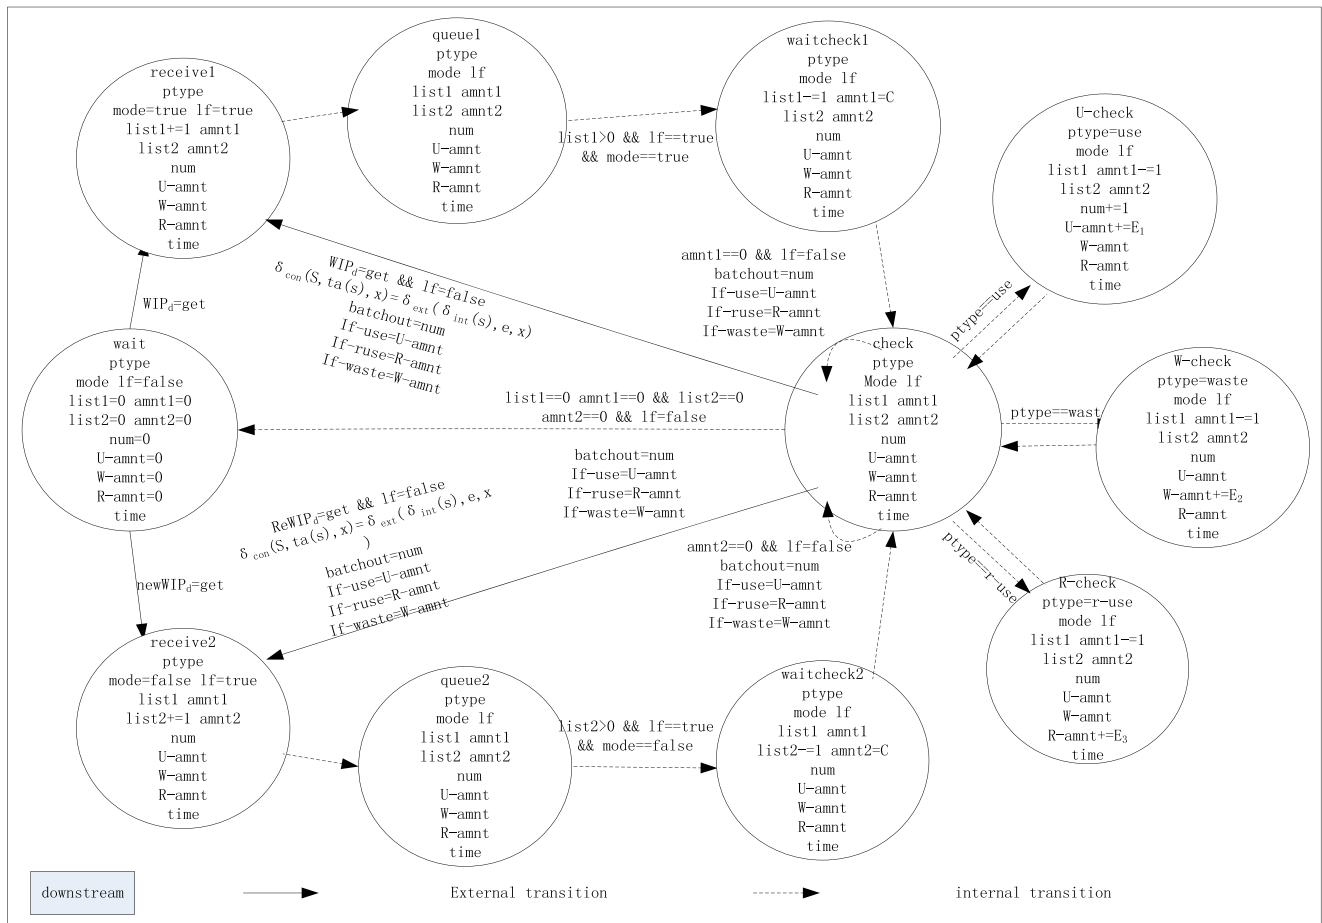 queue1
ptype
mode lf
list1 amnt1
list2 amnt2
num
U-amnt
W-amnt
R-amnt
time
waitcheck1
ptype
mode lf
list1-=1 amnt1=C
list2 amnt2
num
U-amnt
W-amnt
R-amnt
time
receive1
ptype
mode=true lf=true
list1+=1 amnt1
list2 amnt2
num
U-amnt
W-amnt
R-amnt
time
list1>0 && lf==true
&& mode==true
U-check
ptype=use
mode lf
list1 amnt1-=1
list2 amnt2
num+=1
U-amnt+=E₁
W-amnt
R-amnt
time
WIPd=get
WIPd=get && lf=false
δcon(S,ta(s),x)=δext(δint(s),e,x)
batchout=num
If-use=U-amnt
If-ruse=R-amnt
If-waste=W-amnt
amnt1==0 && lf=false
batchout=num
If-use=U-amnt
If-ruse=R-amnt
If-waste=W-amnt
ptype==use
wait
ptype
mode lf=false
list1=0 amnt1=0
list2=0 amnt2=0
num=0
U-amnt=0
W-amnt=0
R-amnt=0
time
list1==0 amnt1==0 && list2==0
amnt2==0 && lf=false
batchout=num
If-use=U-amnt
If-ruse=R-amnt
If-waste=W-amnt
check
ptype
Mode lf
list1 amnt1
list2 amnt2
num
U-amnt
W-amnt
R-amnt
time
ptype==wast
W-check
ptype=waste
mode lf
list1 amnt1-=1
list2 amnt2
num
U-amnt
W-amnt+=E₂
R-amnt
time
newWIPd=get
ReWIPd=get && lf=false
δcon(S,ta(s),x)=δext(δint(s),e,x
)
batchout=num
If-use=U-amnt
If-ruse=R-amnt
If-waste=W-amnt
amnt2==0 && lf=false
batchout=num
If-use=U-amnt
If-ruse=R-amnt
If-waste=W-amnt
ptype==r-use
R-check
ptype=r-use
mode lf
list1 amnt1-=1
list2 amnt2
num
U-amnt
W-amnt
R-amnt+=E₃
time
receive2
ptype
mode=false lf=true
list1 amnt1
list2+=1 amnt2
num
U-amnt
W-amnt
R-amnt
time
queue2
ptype
mode lf
list1 amnt1
list2 amnt2
num
U-amnt
W-amnt
R-amnt
time
list2>0 && lf==true
&& mode==false
waitcheck2
ptype
mode lf
list1 amnt1
list2-=1 amnt2=C
num
U-amnt
W-amnt
R-amnt
time
downstream
External transition
internal transition